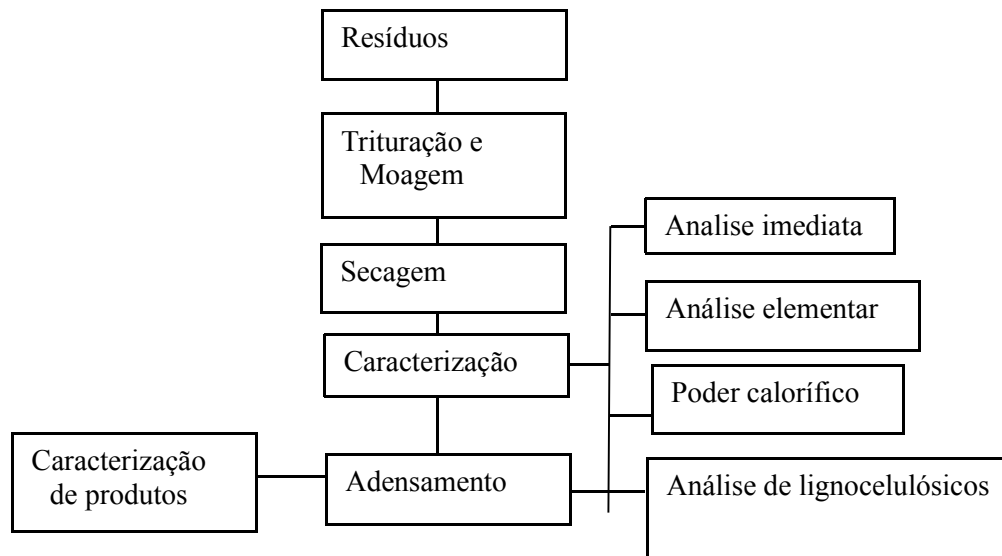 Resíduos
Trituração e
Moagem
Secagem
Caracterização
Analise imediata
Análise elementar
Poder calorífico
Análise de lignocelulósicos
Adensamento
Caracterização
de produtos